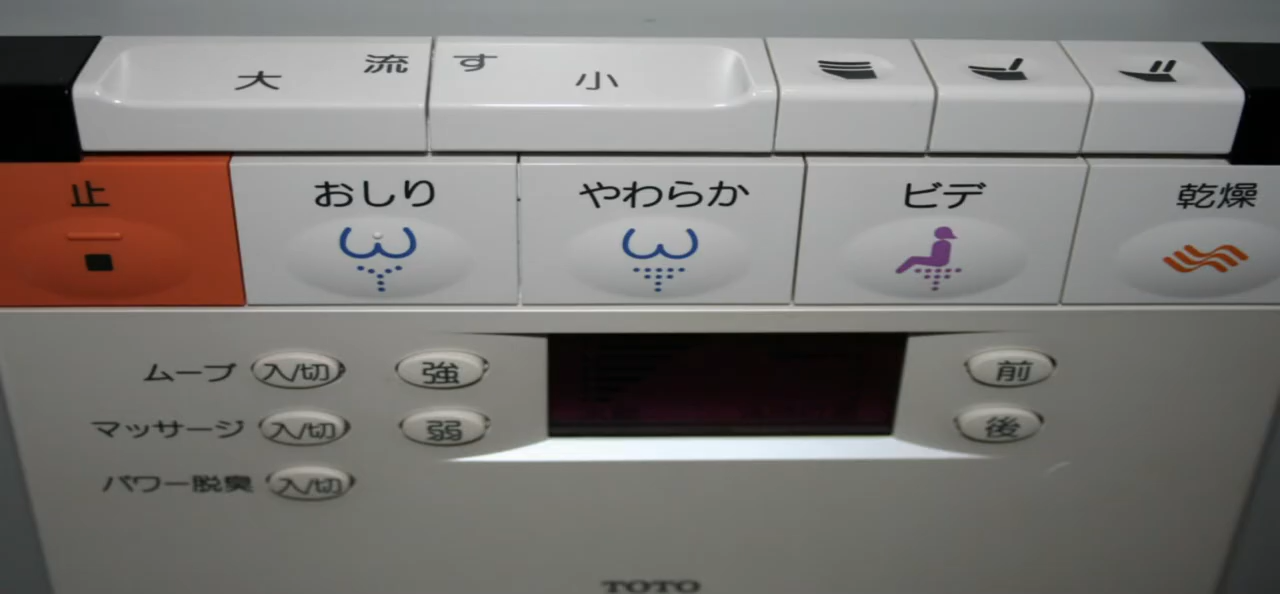 大 流す 小
止 おしり やわらか ビデ 乾燥
ムーブ 入/切 強 前
マッサージ 入/切 弱 後
パワー脱臭 入/切
TOTO